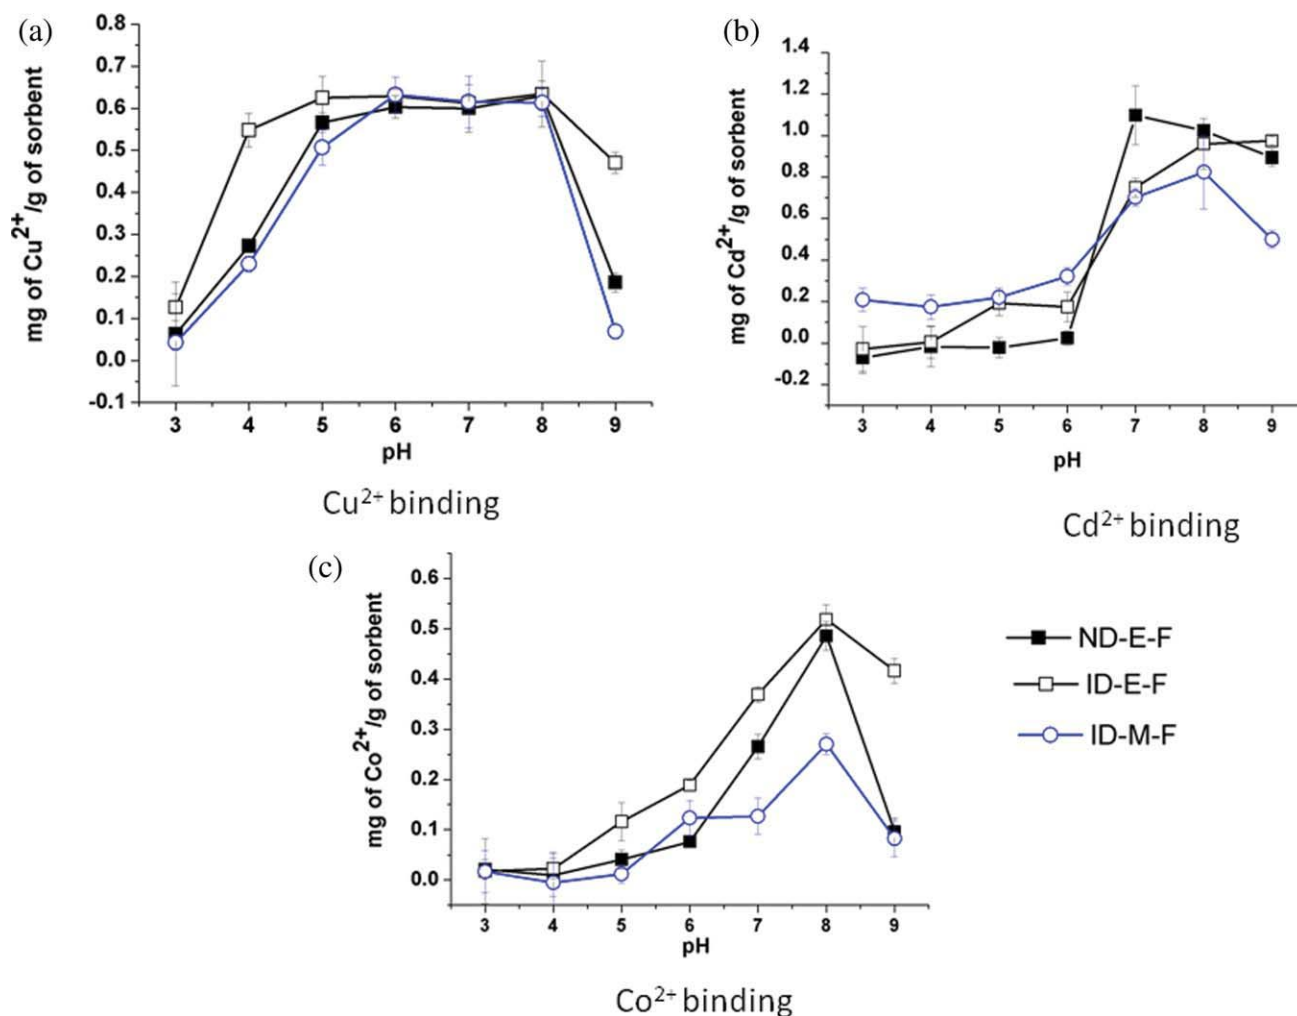 (a)
mg of Cu²⁺/g of sorbent
0.8
0.7
0.6
0.5
0.4
0.3
0.2
0.1
0.0
-0.1
3 4 5 6 7 8 9
pH
Cu²⁺ binding
(b)
mg of Cd²⁺/g of sorbent
1.4
1.2
1.0
0.8
0.6
0.4
0.2
0.0
-0.2
3 4 5 6 7 8 9
pH
Cd²⁺ binding
(c)
mg of Co²⁺/g of sorbent
0.6
0.5
0.4
0.3
0.2
0.1
0.0
3 4 5 6 7 8 9
pH
Co²⁺ binding
ND-E-F
ID-E-F
ID-M-F